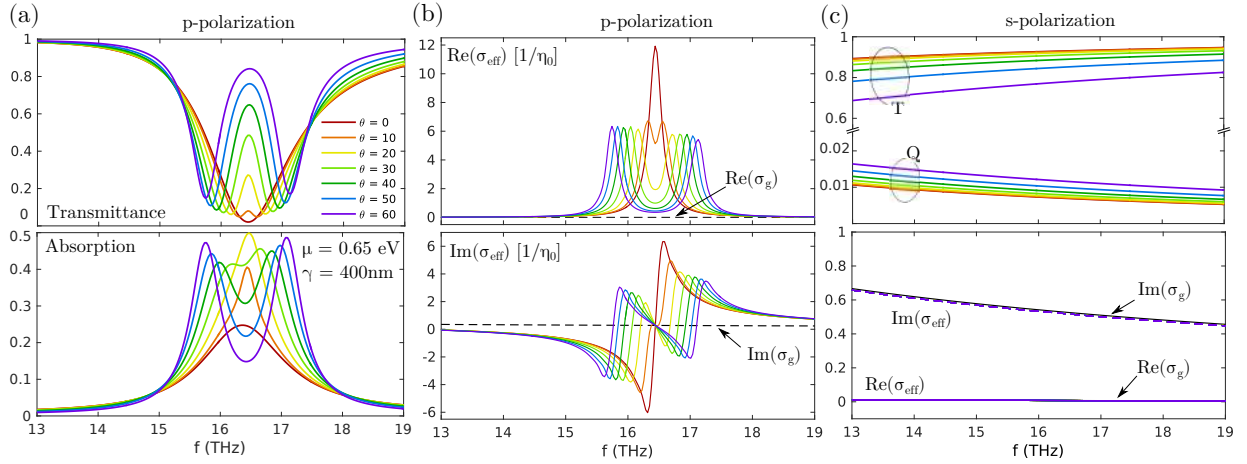 (a)
p-polarization
1
0.8
0.6
0.4
0.2
0
Transmittance
θ = 0
θ = 10
θ = 20
θ = 30
θ = 40
θ = 50
θ = 60
0.5
0.4
0.3
0.2
0.1
0
Absorption
μ = 0.65 eV
γ = 400nm
13 14 15 16 17 18 19
f (THz)
(b)
p-polarization
12
10
8
6
4
2
0
Re(σeff) [1/η0]
Re(σg)
6
4
2
0
-2
-4
-6
Im(σeff) [1/η0]
Im(σg)
13 14 15 16 17 18 19
f (THz)
(c)
s-polarization
1
0.8
0.6
0.02
0.01
T
Q
1
0.8
0.6
0.4
0.2
0
Im(σg)
Im(σeff)
Re(σeff)
Re(σg)
13 14 15 16 17 18 19
f (THz)